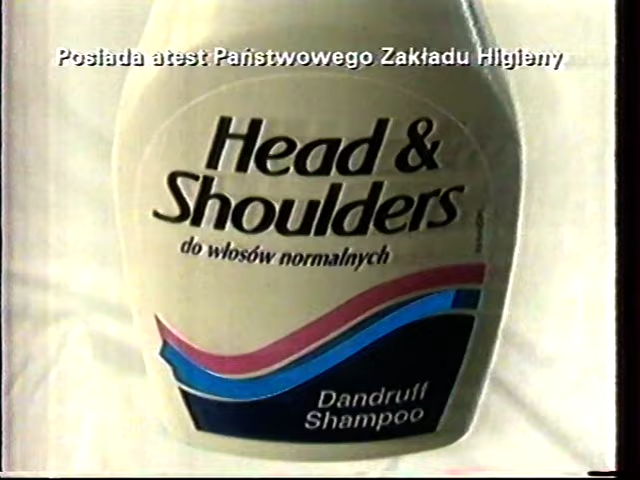 Posiada atest Państwowego Zakładu Higieny
Head &
Shoulders
do włosów normalnych
Dandruff
Shampoo